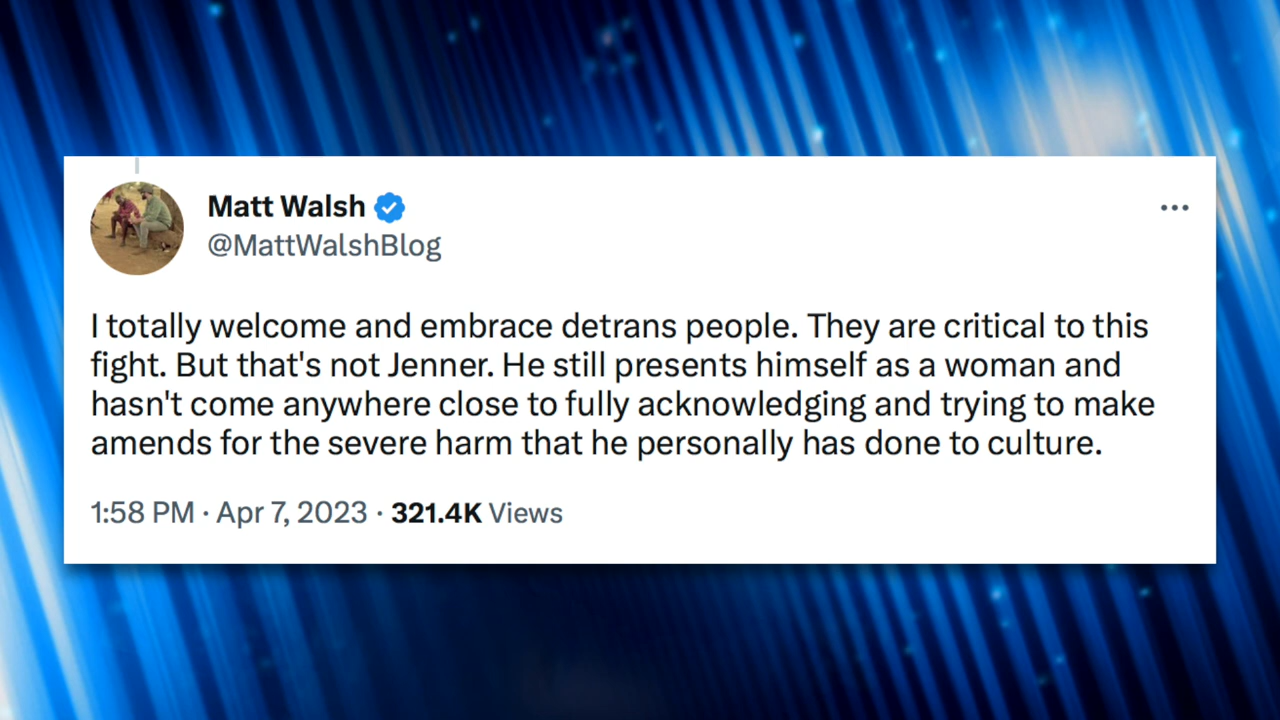 Matt Walsh
@MattWalshBlog
I totally welcome and embrace detrans people. They are critical to this
fight. But that's not Jenner. He still presents himself as a woman and
hasn't come anywhere close to fully acknowledging and trying to make
amends for the severe harm that he personally has done to culture.
1:58 PM · Apr 7, 2023 · 321.4K Views